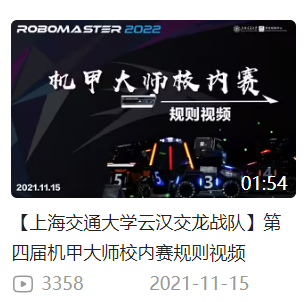 ROBOMASTER 2022
机甲大师校内赛
规则视频
2021.11.15
01:54
【上海交通大学云汉交龙战队】第
四届机甲大师校内赛规则视频
3358 2021-11-15